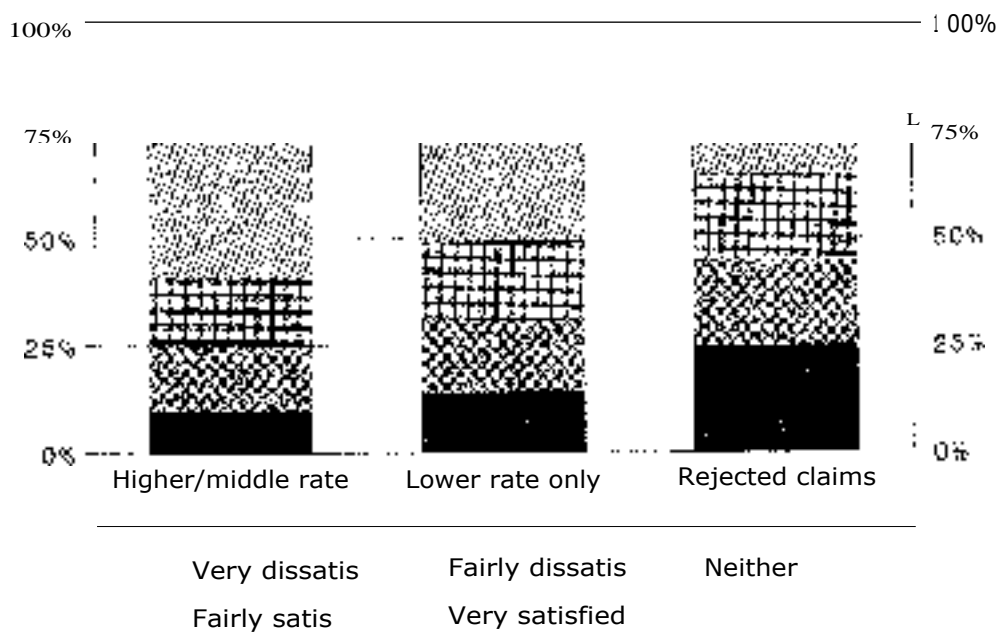 100% 100%
75% L 75%
50% 50%
25% 25%
0% 0%
Higher/middle rate Lower rate only Rejected claims
Very dissatis Fairly dissatis Neither
Fairly satis Very satisfied